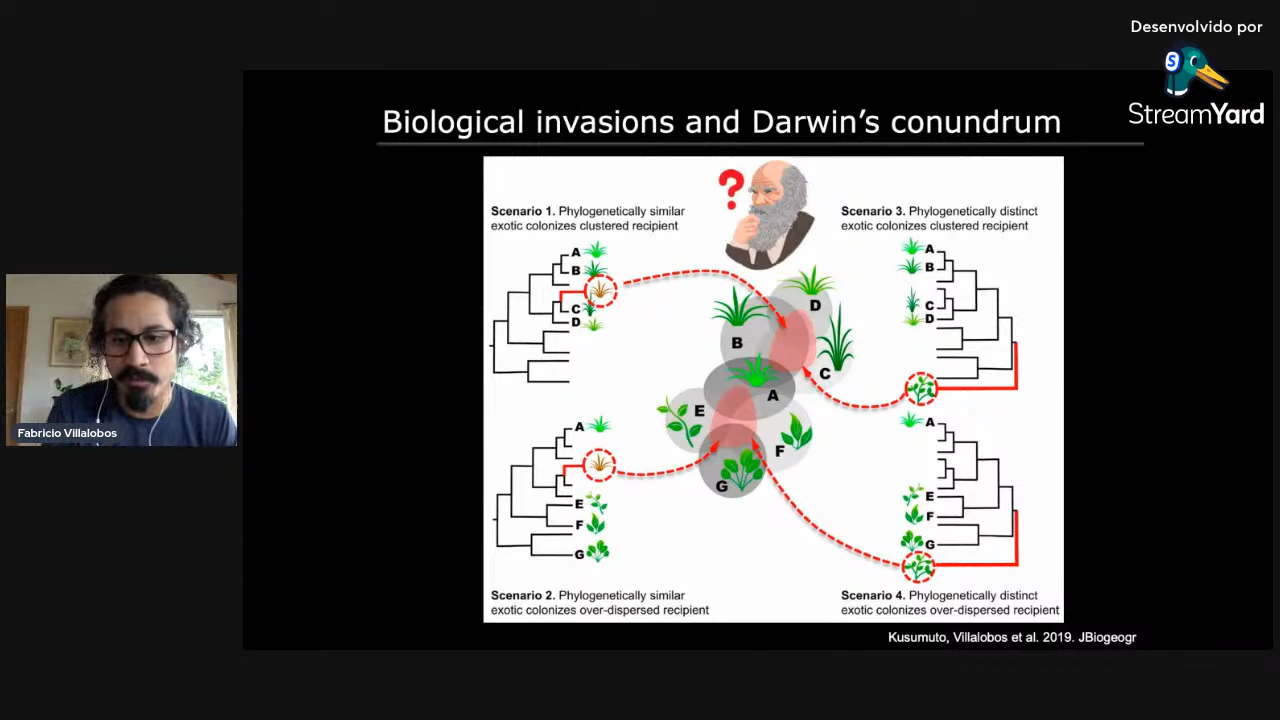 Desenvolvido por
S
StreamYard
Biological invasions and Darwin's conundrum
?
Scenario 1. Phylogenetically similar
exotic colonizes clustered recipient
A
B
C
D
Scenario 3. Phylogenetically distinct
exotic colonizes clustered recipient
A
B
C
D
D
B
C
A
E
F
G
A
E
F
G
Scenario 2. Phylogenetically similar
exotic colonizes over-dispersed recipient
A
E
F
G
Scenario 4. Phylogenetically distinct
exotic colonizes over-dispersed recipient
Kusumuto, Villalobos et al. 2019. JBiogeogr
Fabricio Villalobos